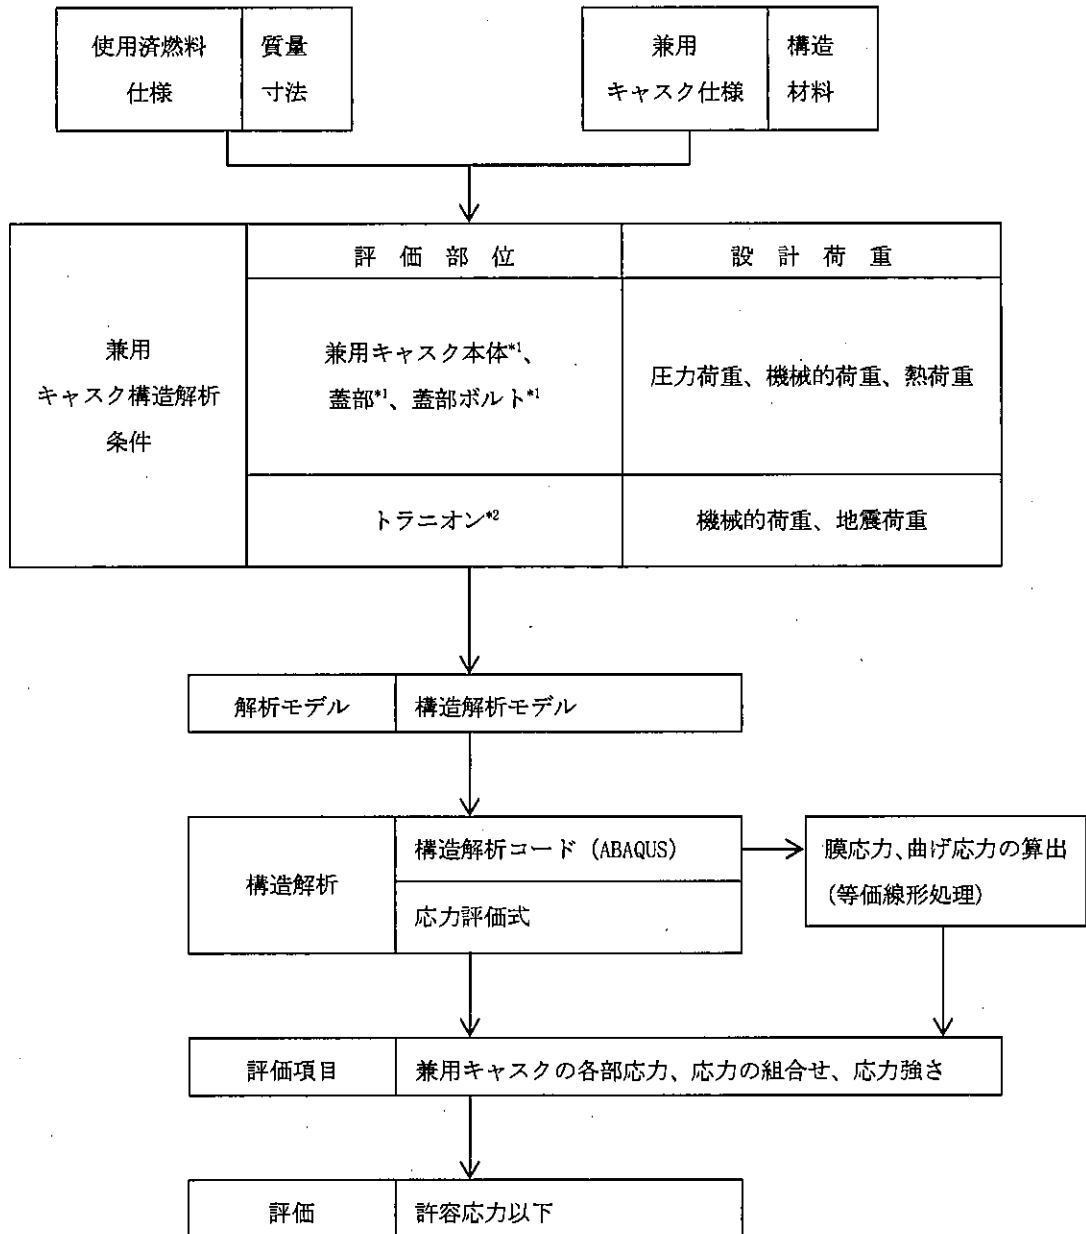 使用済燃料
仕様
質量
寸法
兼用
キャスク仕様
構造
材料
評価部位
設計荷重
兼用
キャスク構造解析
条件
兼用キャスク本体*1、
蓋部*1、蓋部ボルト*1
圧力荷重、機械的荷重、熱荷重
トラニオン*2
機械的荷重、地震荷重
解析モデル
構造解析モデル
構造解析
構造解析コード (ABAQUS)
応力評価式
膜応力、曲げ応力の算出
(等価線形処理)
評価項目
兼用キャスクの各部応力、応力の組合せ、応力強さ
評価
許容応力以下